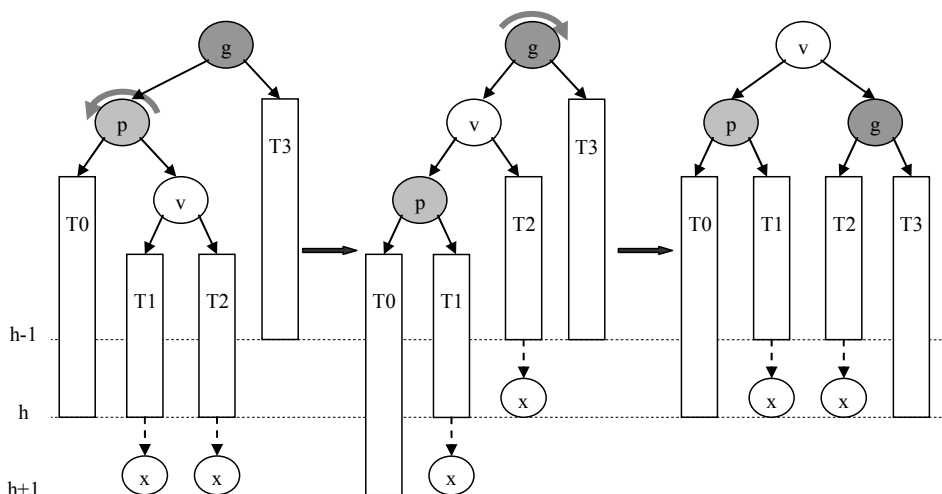 g g v
p v p g
T3 T3
v p
T0 T2 T0 T1 T2 T3
T1 T2 T0 T1
h-1
x x x
h
x x x
h+1